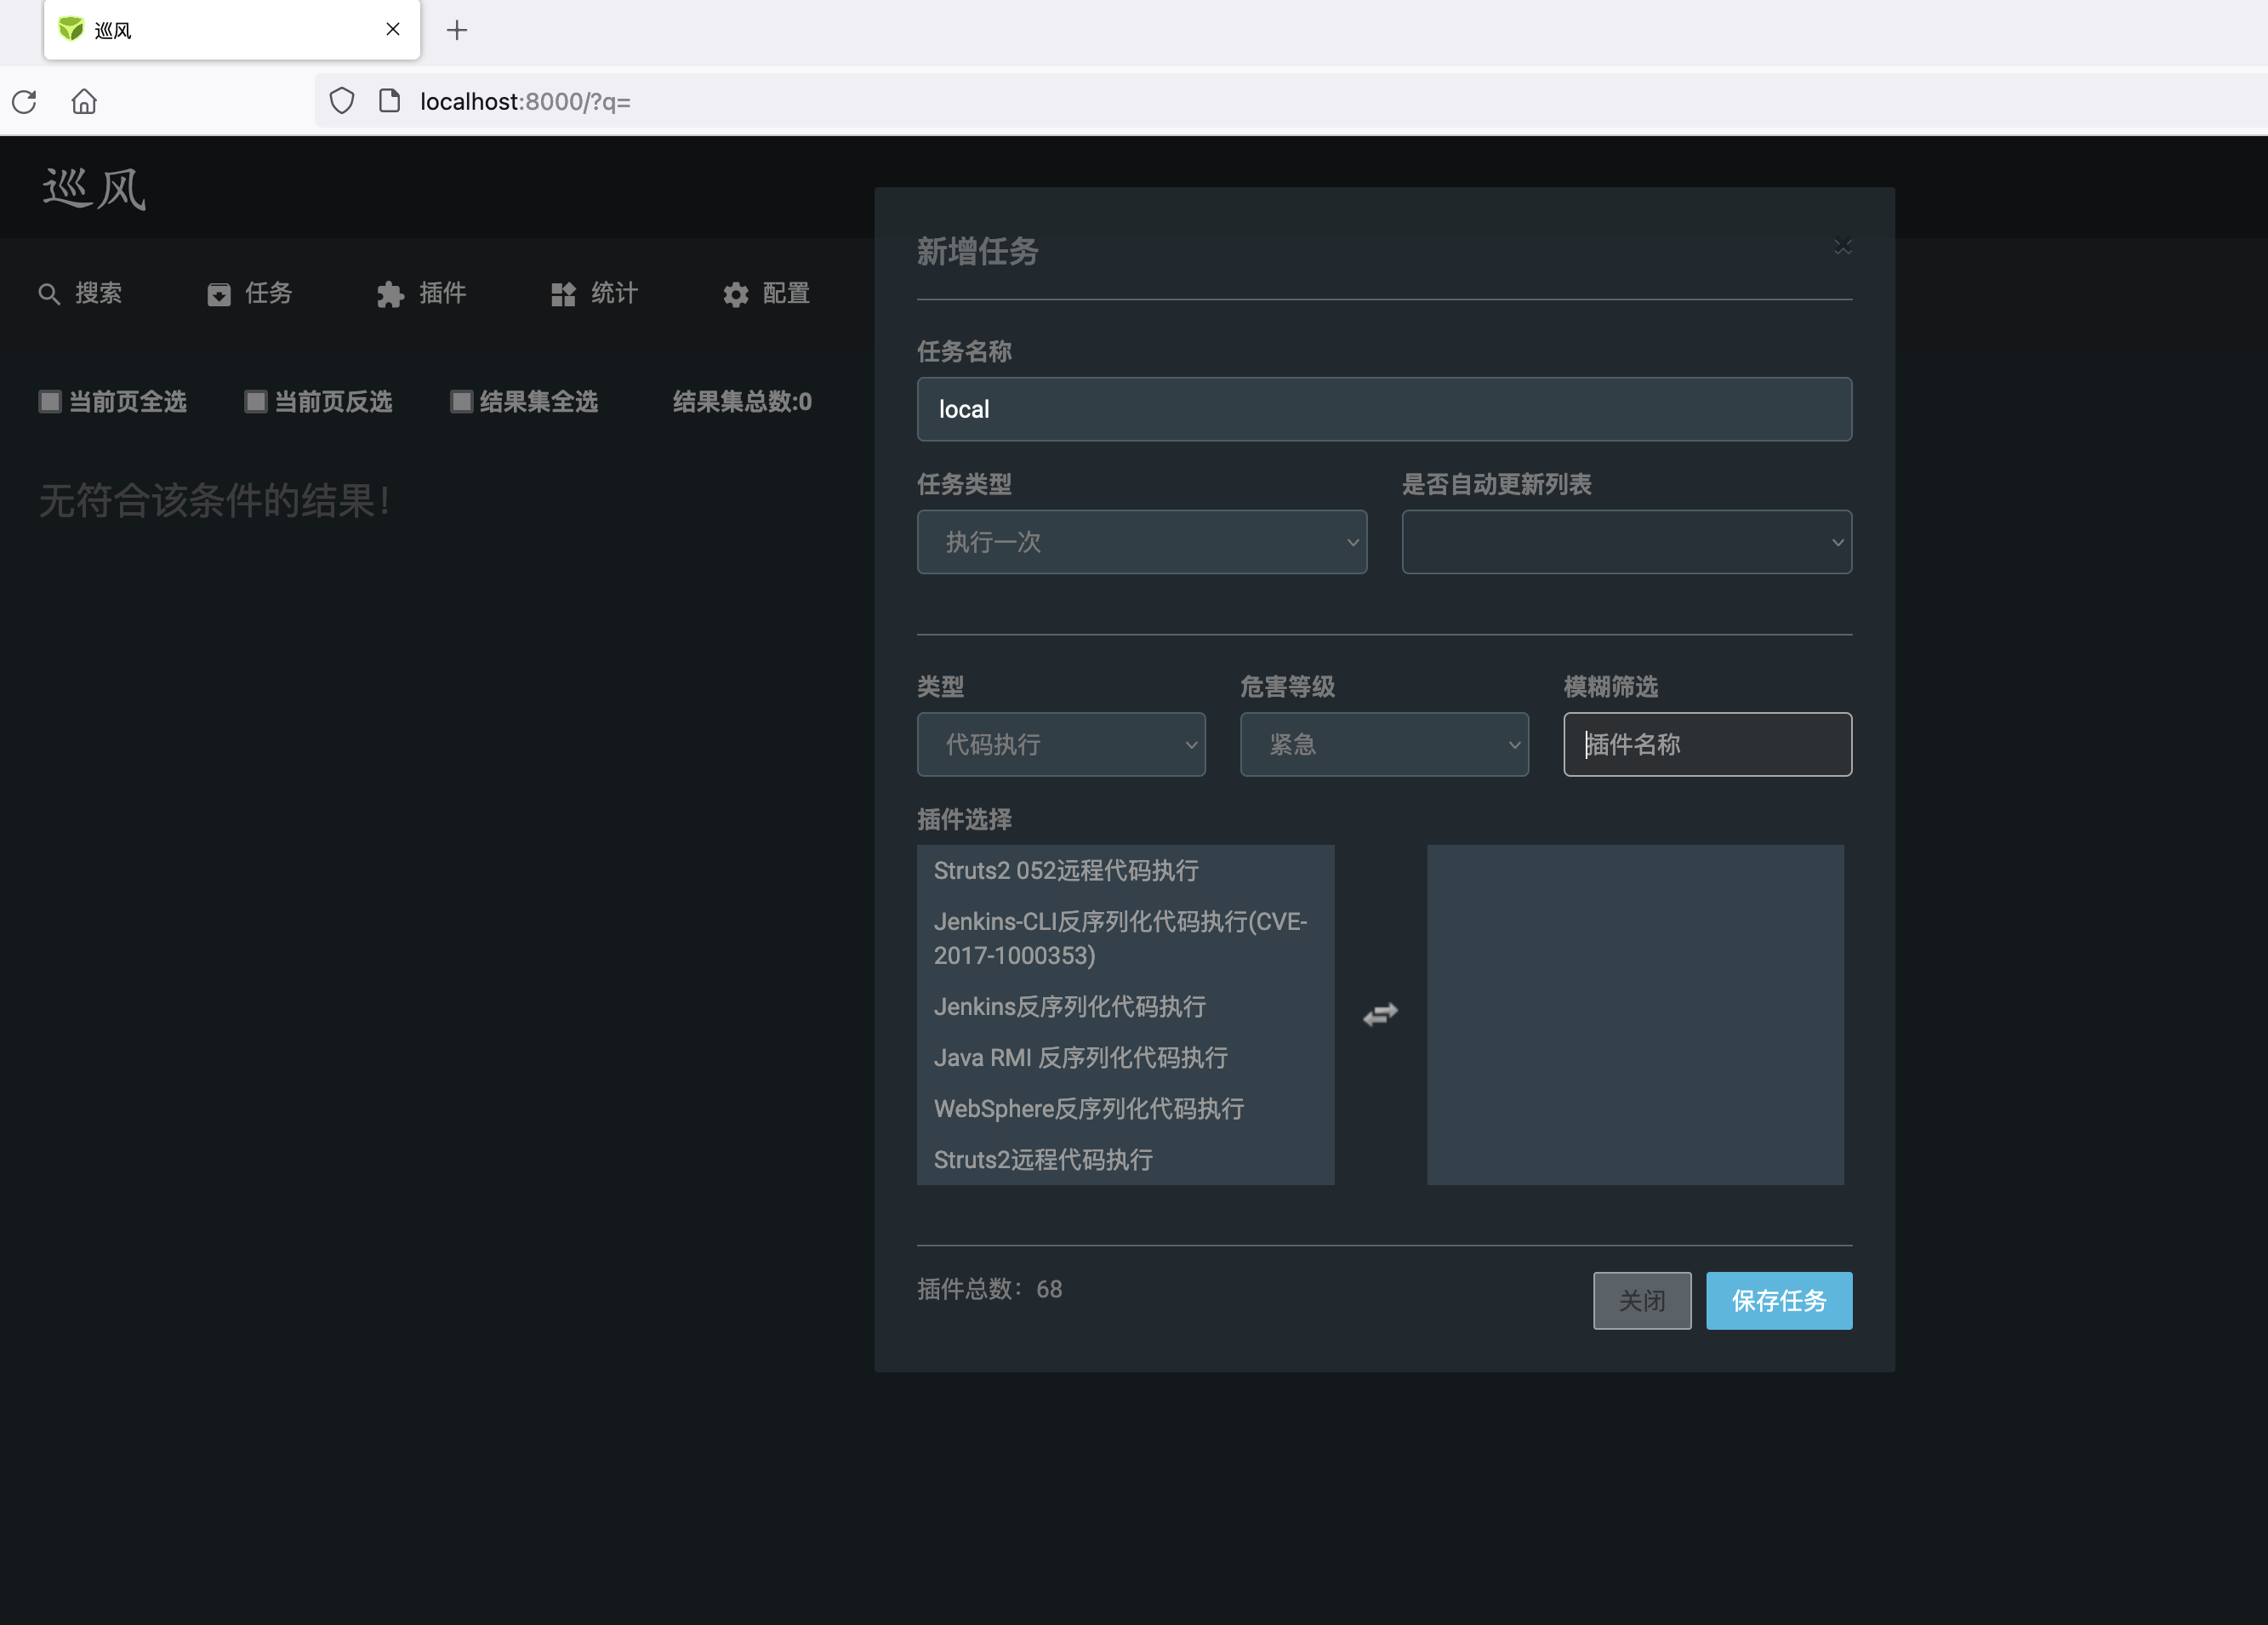 巡风
localhost:8000/?q=
巡风
搜索 任务 插件 统计 配置
当前页全选 当前页反选 结果集全选 结果集总数:0
无符合该条件的结果！
新增任务
任务名称
local
任务类型 是否自动更新列表
执行一次
类型 危害等级 模糊筛选
代码执行 紧急 插件名称
插件选择
Struts2 052远程代码执行
Jenkins-CLI反序列化代码执行(CVE-
2017-1000353)
Jenkins反序列化代码执行
Java RMI 反序列化代码执行
WebSphere反序列化代码执行
Struts2远程代码执行
插件总数：68
关闭 保存任务